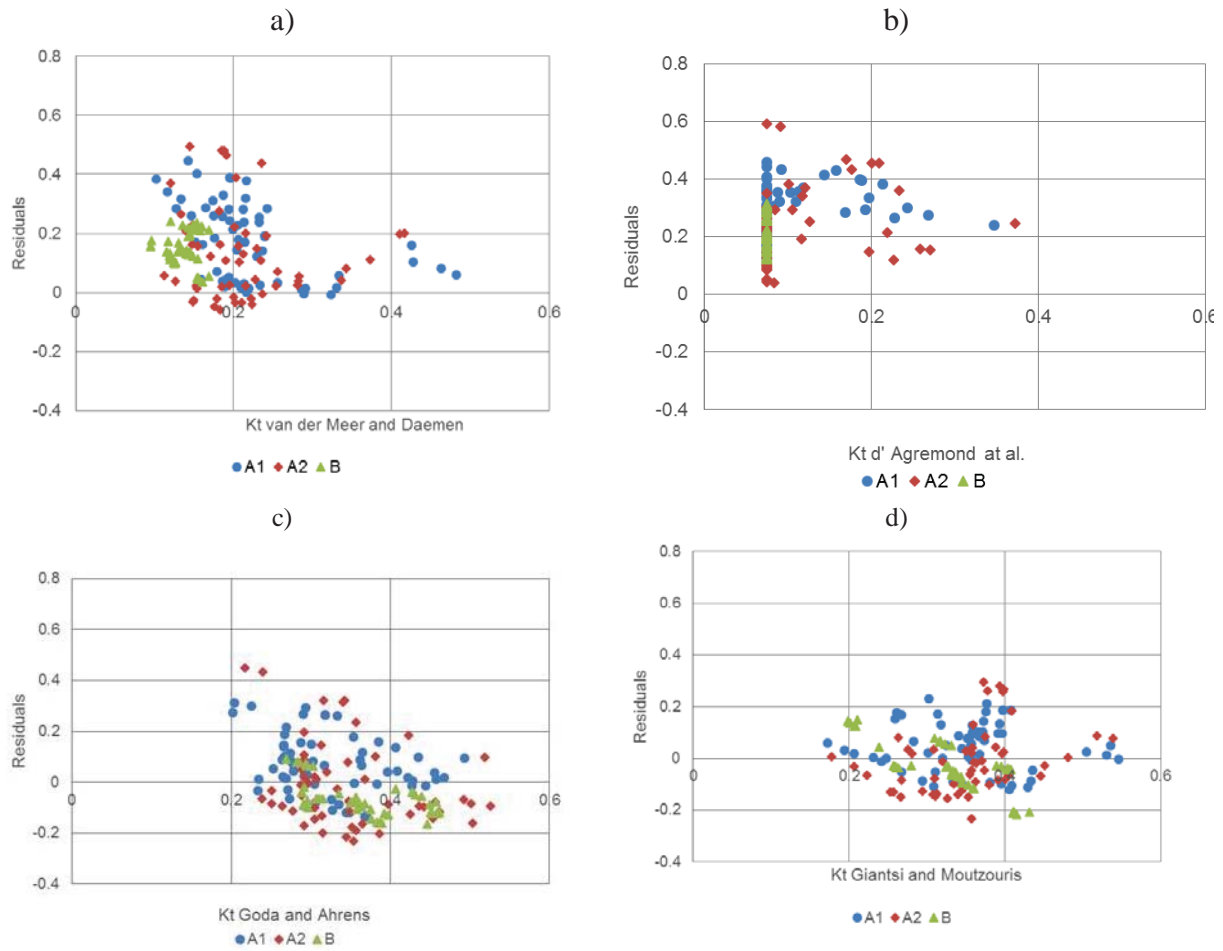 a)
0.8
0.6
0.4
0.2
0
-0.2
-0.4
0
0.2
0.4
0.6
Residuals
Kt van der Meer and Daemen
A1 A2 B
b)
0.8
0.6
0.4
0.2
0
-0.2
-0.4
0
0.2
0.4
0.6
Residuals
Kt d' Agremond at al.
A1 A2 B
c)
0.8
0.6
0.4
0.2
0
-0.2
-0.4
0
0.2
0.4
0.6
Residuals
Kt Goda and Ahrens
A1 A2 B
d)
0.8
0.6
0.4
0.2
0
-0.2
-0.4
0
0.2
0.4
0.6
Residuals
Kt Giantsi and Moutzouris
A1 A2 B